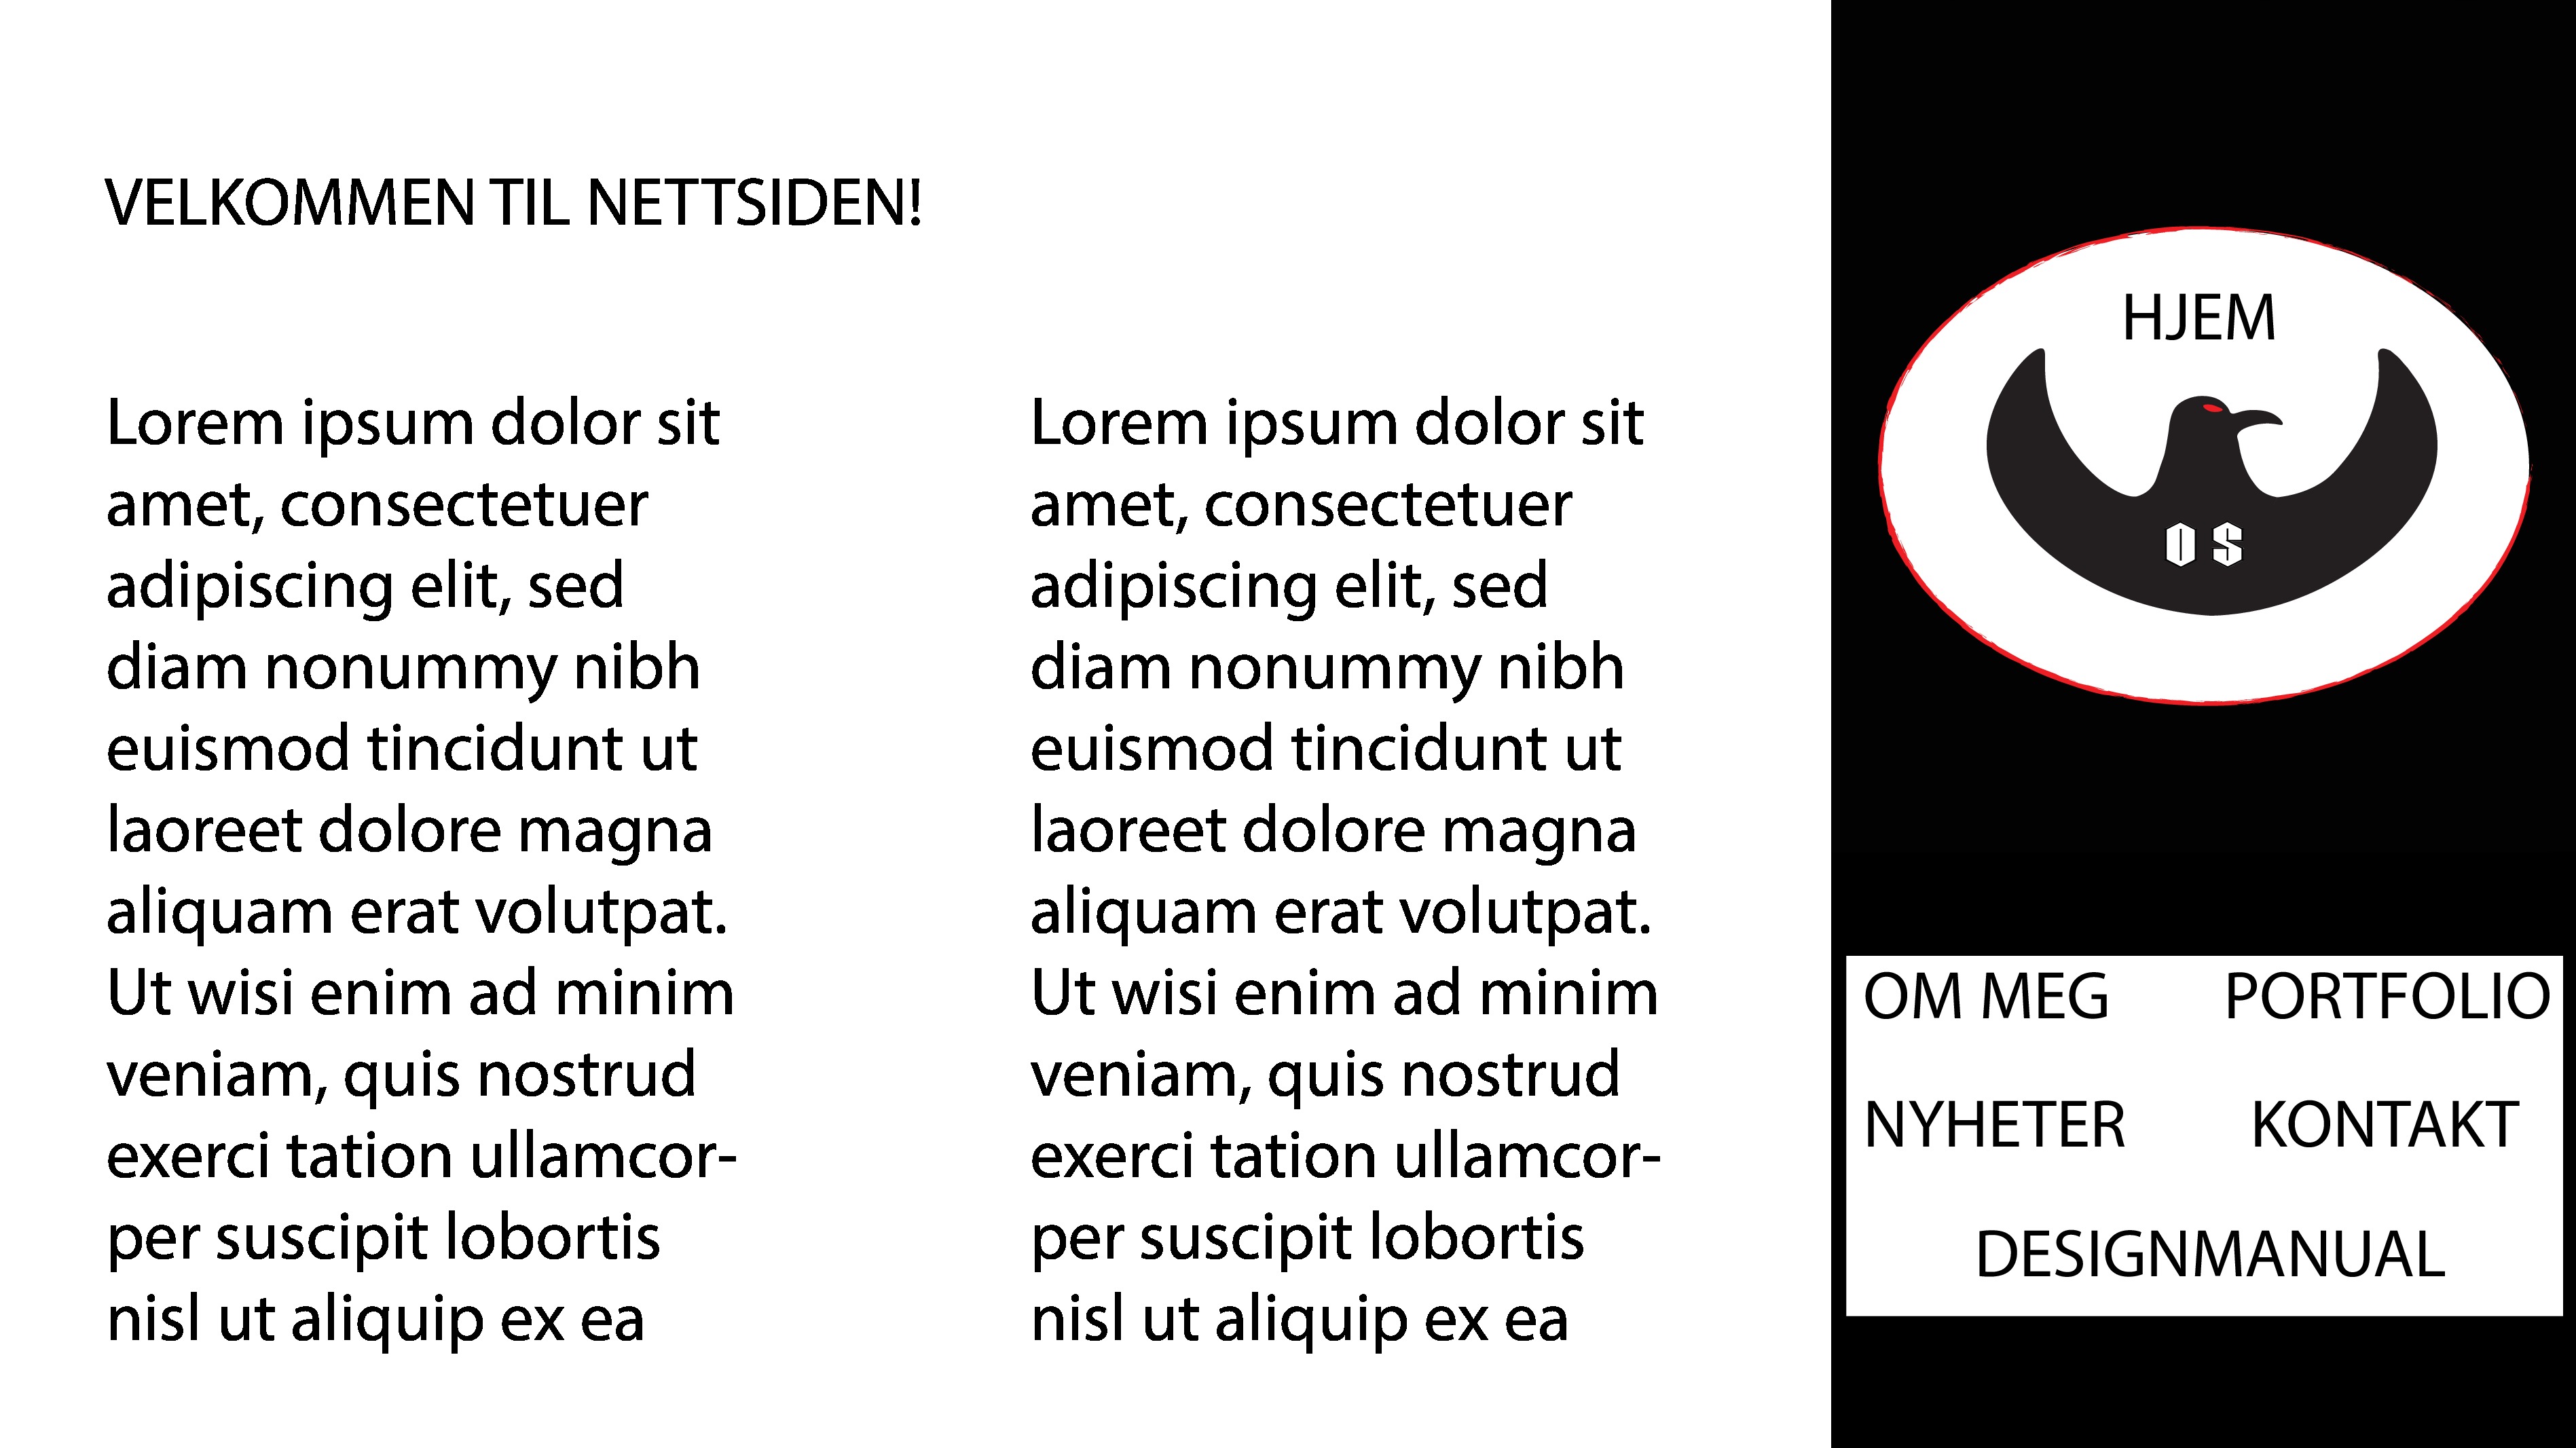 VELKOMMEN TIL NETTSIDEN!
Lorem ipsum dolor sit
amet, consectetuer
adipiscing elit, sed
diam nonummy nibh
euismod tincidunt ut
laoreet dolore magna
aliquam erat volutpat.
Ut wisi enim ad minim
veniam, quis nostrud
exerci tation ullamcor-
per suscipit lobortis
nisl ut aliquip ex ea
Lorem ipsum dolor sit
amet, consectetuer
adipiscing elit, sed
diam nonummy nibh
euismod tincidunt ut
laoreet dolore magna
aliquam erat volutpat.
Ut wisi enim ad minim
veniam, quis nostrud
exerci tation ullamcor-
per suscipit lobortis
nisl ut aliquip ex ea
HJEM
OS
OM MEG PORTFOLIO
NYHETER KONTAKT
DESIGNMANUAL